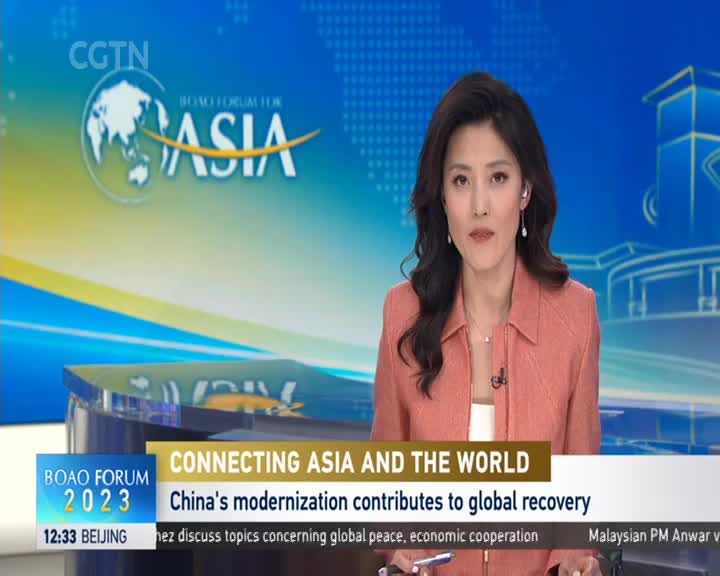 CGTN
BOAO FORUM FOR
ASIA
CONNECTING ASIA AND THE WORLD
BOAO FORUM
2023
China's modernization contributes to global recovery
12:33 BEIJING
hez discuss topics concerning global peace, economic cooperation
Malaysian PM Anwar v